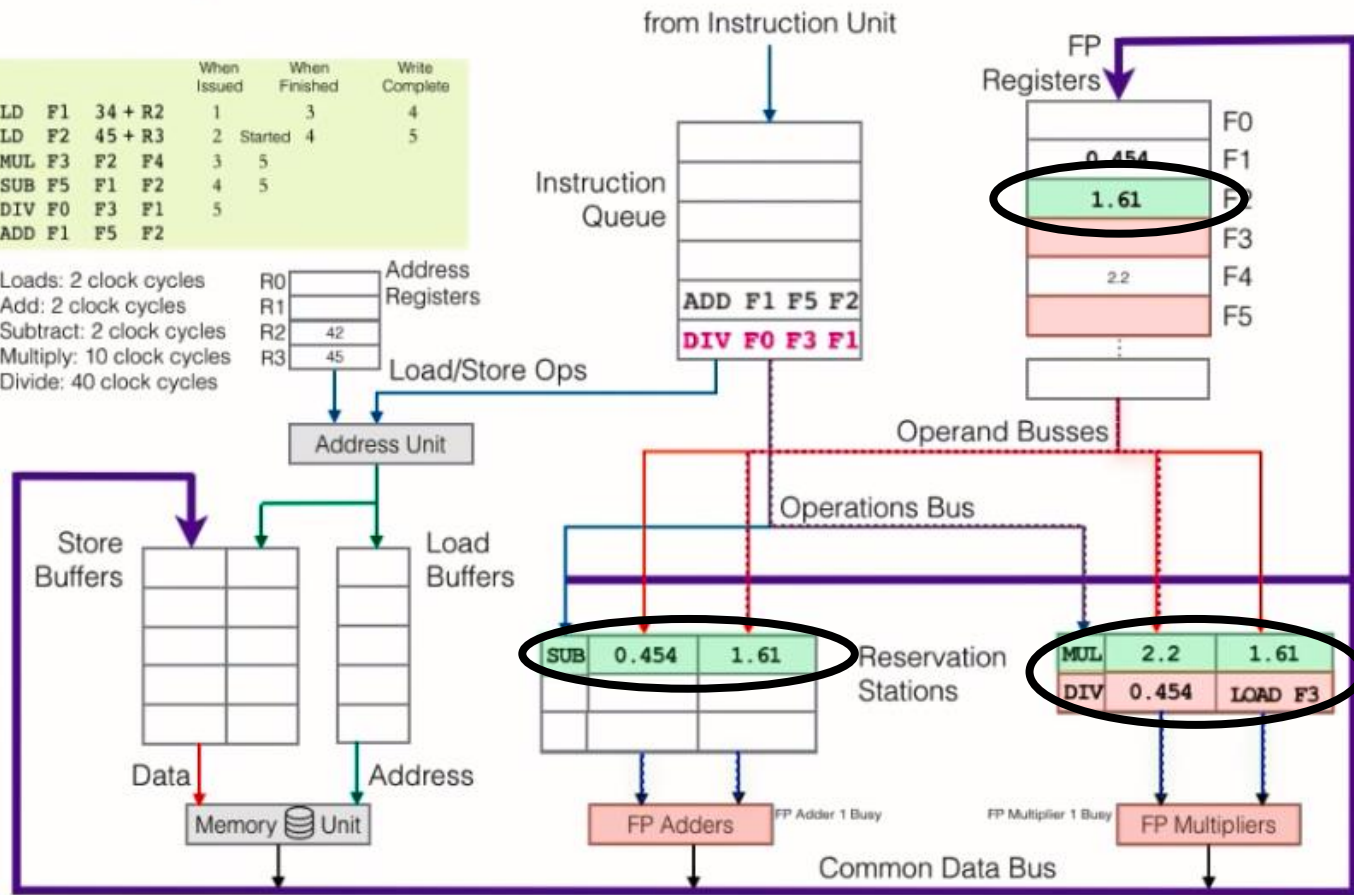 from Instruction Unit
When Issued When Finished Write Complete
LD F1 34 + R2 1 3 4
LD F2 45 + R3 2 Started 4 5
MUL F3 F2 F4 3 5
SUB F5 F1 F2 4 5
DIV F0 F3 F1 5
ADD F1 F5 F2
Loads: 2 clock cycles
Add: 2 clock cycles
Subtract: 2 clock cycles
Multiply: 10 clock cycles
Divide: 40 clock cycles
R0
R1
R2 42
R3 45
Address
Registers
Instruction
Queue
ADD F1 F5 F2
DIV F0 F3 F1
FP
Registers
F0
0.454 F1
1.61 F2
F3
2.2 F4
F5
Load/Store Ops
Address Unit
Operand Busses
Operations Bus
Store
Buffers
Load
Buffers
SUB 0.454 1.61
Reservation
Stations
MUL 2.2 1.61
DIV 0.454 LOAD F3
Data
Address
Memory Unit
FP Adders
FP Adder 1 Busy
FP Multiplier 1 Busy
FP Multipliers
Common Data Bus